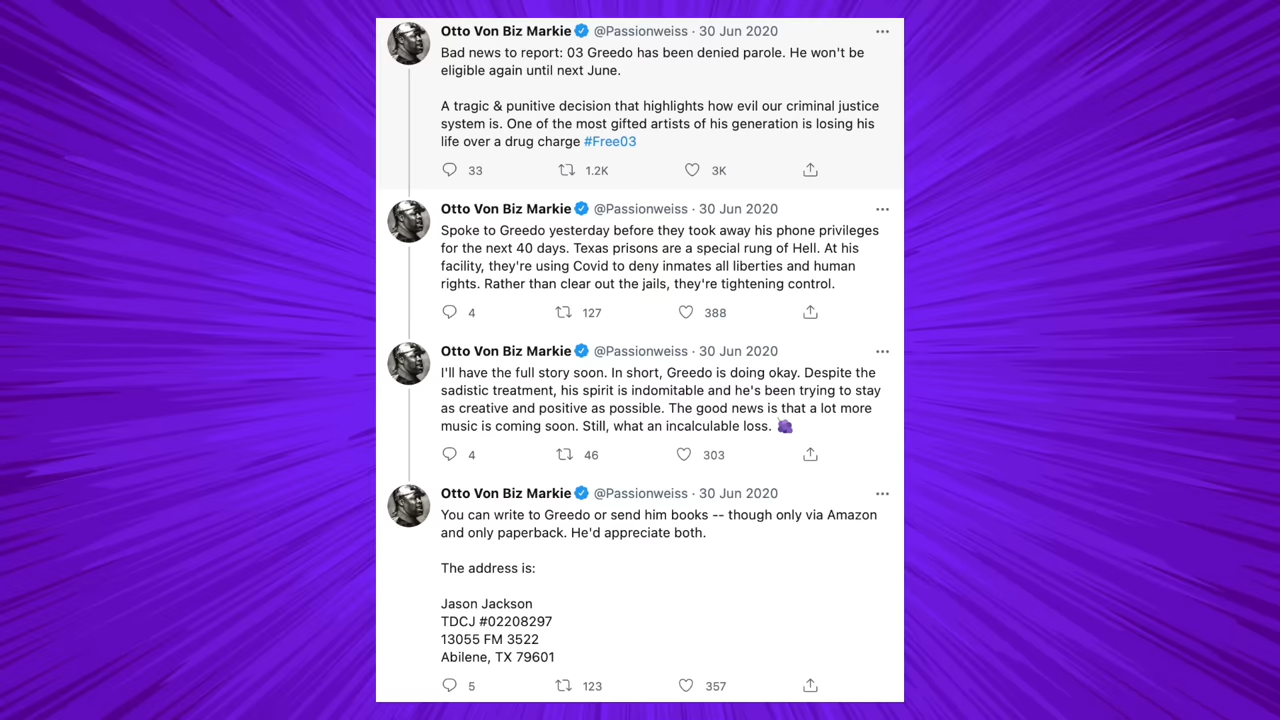 Otto Von Biz Markie @Passionweiss · 30 Jun 2020
Bad news to report: 03 Greedo has been denied parole. He won't be
eligible again until next June.
A tragic & punitive decision that highlights how evil our criminal justice
system is. One of the most gifted artists of his generation is losing his
life over a drug charge #Free03
33 1.2K 3K
Otto Von Biz Markie @Passionweiss · 30 Jun 2020
Spoke to Greedo yesterday before they took away his phone privileges
for the next 40 days. Texas prisons are a special rung of Hell. At his
facility, they're using Covid to deny inmates all liberties and human
rights. Rather than clear out the jails, they're tightening control.
4 127 388
Otto Von Biz Markie @Passionweiss · 30 Jun 2020
I'll have the full story soon. In short, Greedo is doing okay. Despite the
sadistic treatment, his spirit is indomitable and he's been trying to stay
as creative and positive as possible. The good news is that a lot more
music is coming soon. Still, what an incalculable loss. 🍇
4 46 303
Otto Von Biz Markie @Passionweiss · 30 Jun 2020
You can write to Greedo or send him books -- though only via Amazon
and only paperback. He'd appreciate both.
The address is:
Jason Jackson
TDCJ #02208297
13055 FM 3522
Abilene, TX 79601
5 123 357